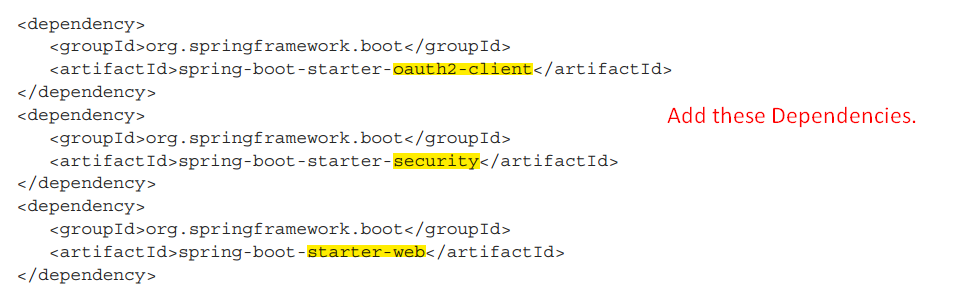 <dependency>
<groupId>org.springframework.boot</groupId>
<artifactId>spring-boot-starter-oauth2-client</artifactId>
</dependency>
<dependency>
Add these Dependencies.
<groupId>org.springframework.boot</groupId>
<artifactId>spring-boot-starter-security</artifactId>
</dependency>
<dependency>
<groupId>org.springframework.boot</groupId>
<artifactId>spring-boot-starter-web</artifactId>
</dependency>